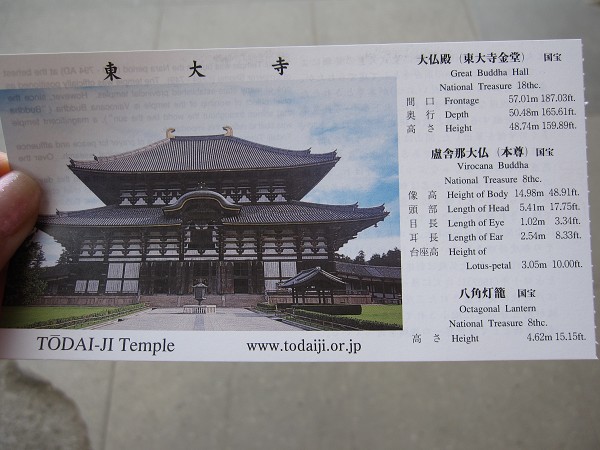 東大寺
TŌDAI-JI Temple
www.todaiji.or.jp
大仏殿（東大寺金堂） 国宝
Great Buddha Hall
National Treasure 18thc.
間口 Frontage 57.01m 187.03ft.
奥行 Depth 50.48m 165.61ft.
高さ Height 48.74m 159.89ft.
盧舎那大仏（本尊） 国宝
Virocana Buddha
National Treasure 8thc.
像高 Height of Body 14.98m 48.91ft.
頭部 Length of Head 5.41m 17.75ft.
目長 Length of Eye 1.02m 3.34ft.
耳長 Length of Ear 2.54m 8.33ft.
台座高 Height of
Lotus-petal 3.05m 10.00ft.
八角灯籠 国宝
Octagonal Lantern
National Treasure 8thc.
高さ Height 4.62m 15.15ft.